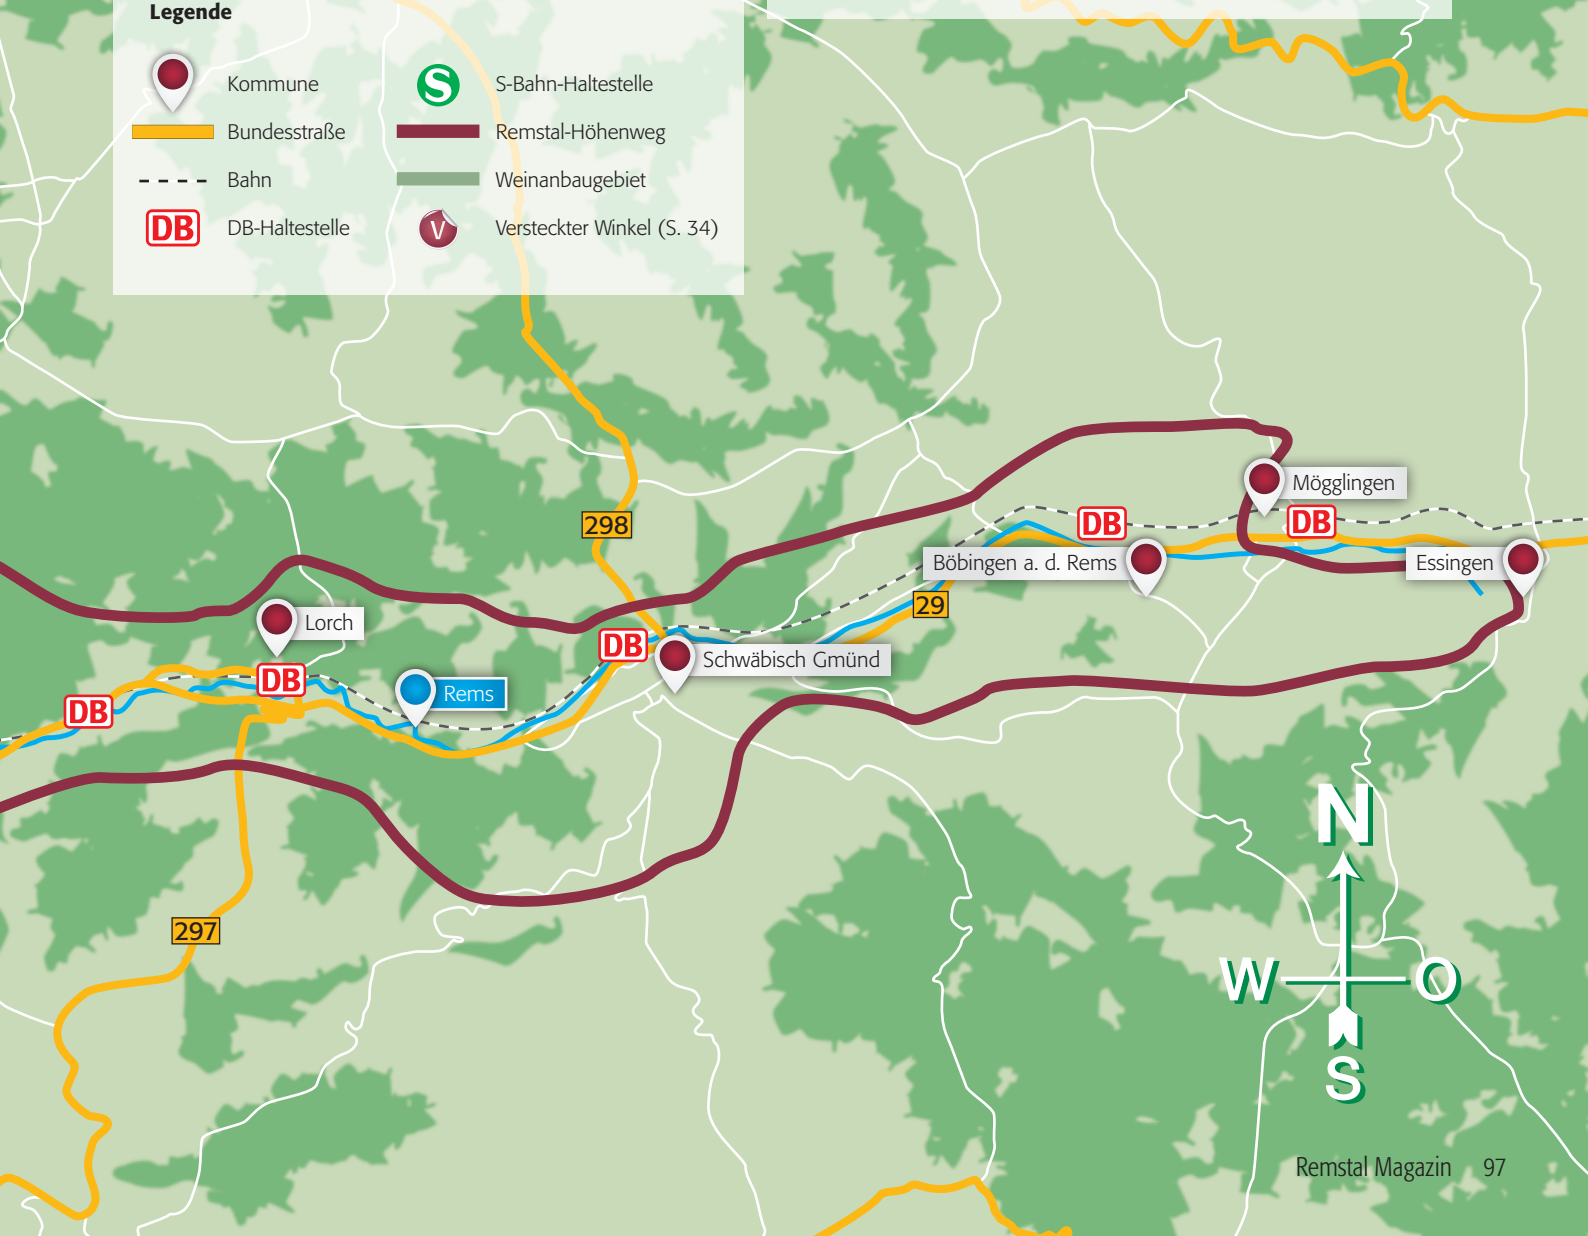 Legende
Kommune
S-Bahn-Haltestelle
Bundesstraße
Remstal-Höhenweg
Bahn
Weinanbaugebiet
DB DB-Haltestelle
V Versteckter Winkel (S. 34)
S
Mögglingen
298
DB
DB
Böbingen a. d. Rems
Essingen
29
Lorch
DB
Schwäbisch Gmünd
DB
Rems
DB
N
297
W
O
S
Remstal Magazin 97